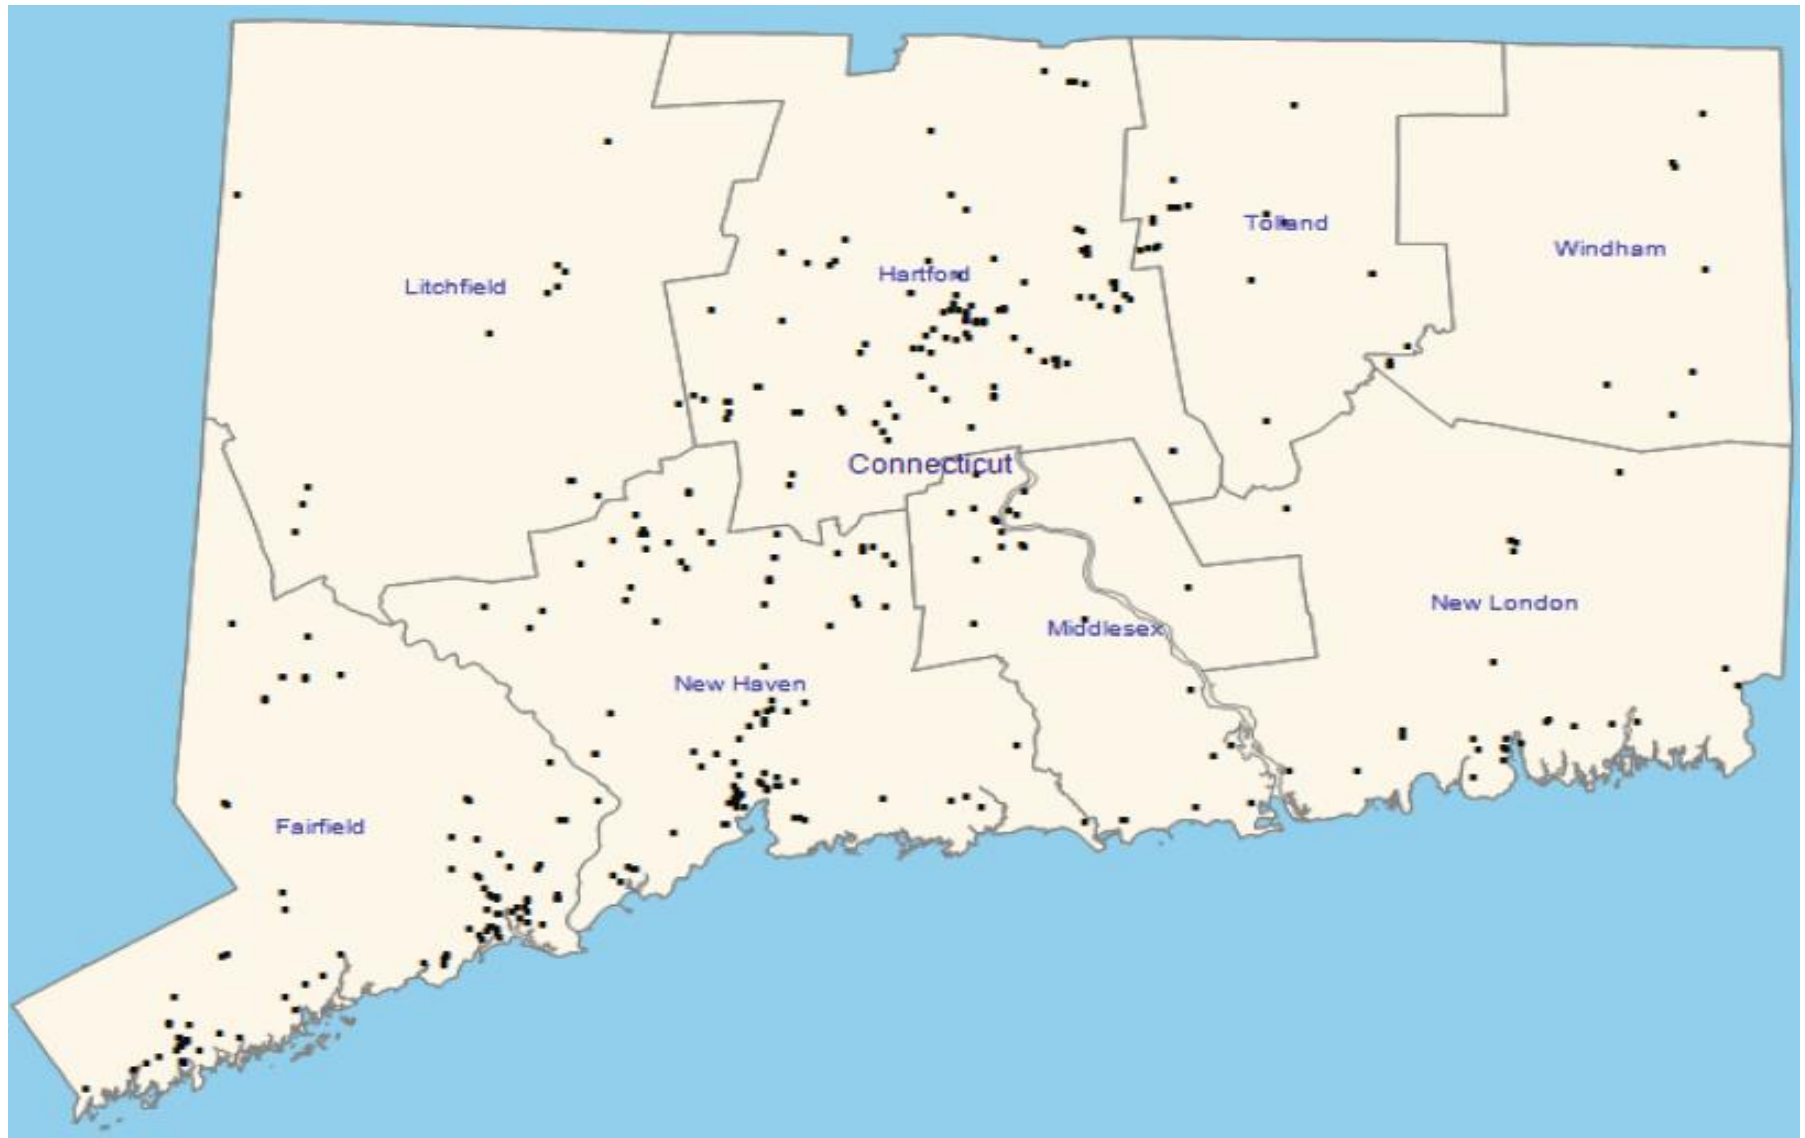 Tolland
Windham
Hartford
Litchfield
Connecticut
New London
Middlesex
New Haven
Fairfield